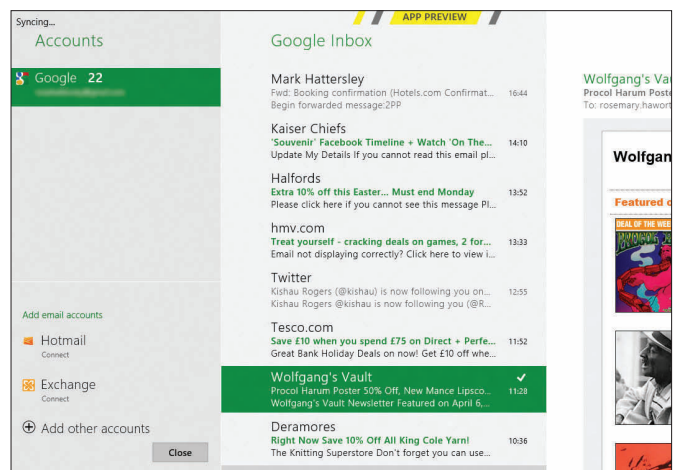 Syncing...
APP PREVIEW
Accounts
Google 22
Add email accounts
Hotmail
Connect
Exchange
Connect
Add other accounts
Close
Google Inbox
Mark Hattersley
Fwd: Booking confirmation (Hotels.com Confirmat... 16:44
Begin forwarded message:2PP
Kaiser Chiefs
'Souvenir' Facebook Timeline + Watch 'On The... 14:10
Update My Details If you cannot read this email pl...
Halfords
Extra 10% off this Easter... Must end Monday 13:52
Please click here if you cannot see this message Pl...
hmv.com
Treat yourself - cracking deals on games, 2 for... 13:33
Email not displaying correctly? Click here to view i...
Twitter
Kishau Rogers (@kishau) is now following you on... 12:55
Kishau Rogers @kishau is now following you (@R...
Tesco.com
Save £10 when you spend £75 on Direct + Perfe... 11:52
Great Bank Holiday Deals on now! Get £10 off whe...
Wolfgang's Vault
Procol Harum Poster 50% Off, New Mance Lipsco... 11:28
Wolfgang's Vault Newsletter Featured on April 6,...
Deramores
Right Now Save 10% Off All King Cole Yarn! 10:36
The Knitting Superstore Don't forget you can use...
Wolfgang's Vau
Procol Harum Poste
To: rosemary.hawort
Wolfgan
Featured o
DEAL OF THE WEE